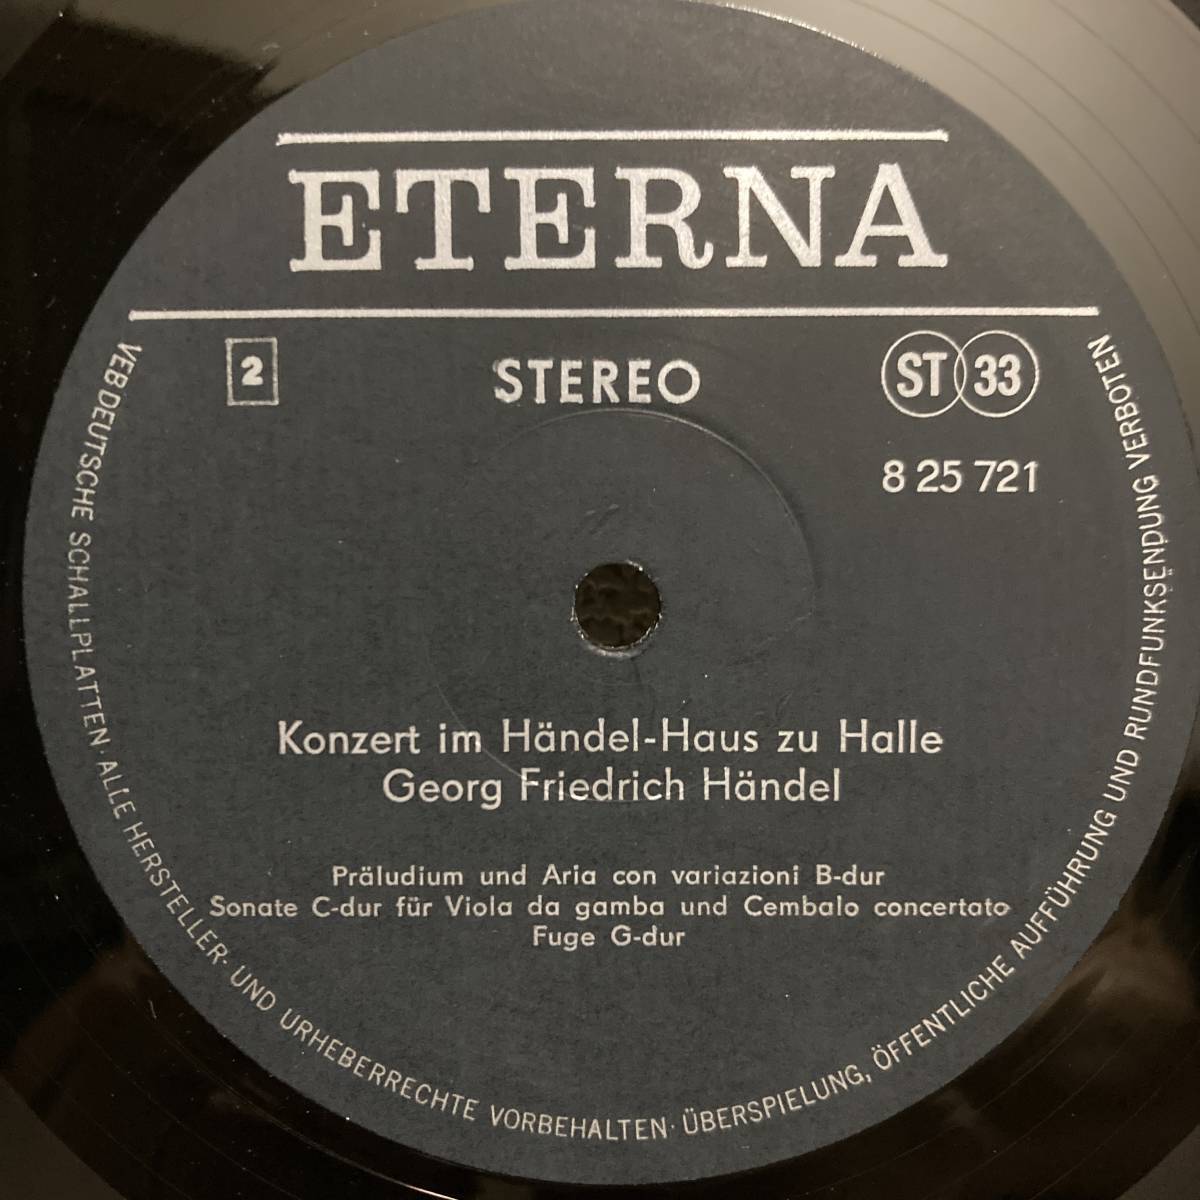 ETERNA
2
STEREO
ST 33
8 25 721
Konzert im Händel-Haus zu Halle
Georg Friedrich Händel
Präludium und Aria con variazioni B-dur
Sonate C-dur für Viola da gamba und Cembalo concertato
Fuge G-dur
VEB DEUTSCHE SCHALLPLATTEN · ALLE HERSTELLER- UND URHEBERRECHTE VORBEHALTEN · ÜBERSPIELUNG, ÖFFENTLICHE AUFFÜHRUNG UND RUNDFUNKSENDUNG VERBOTEN